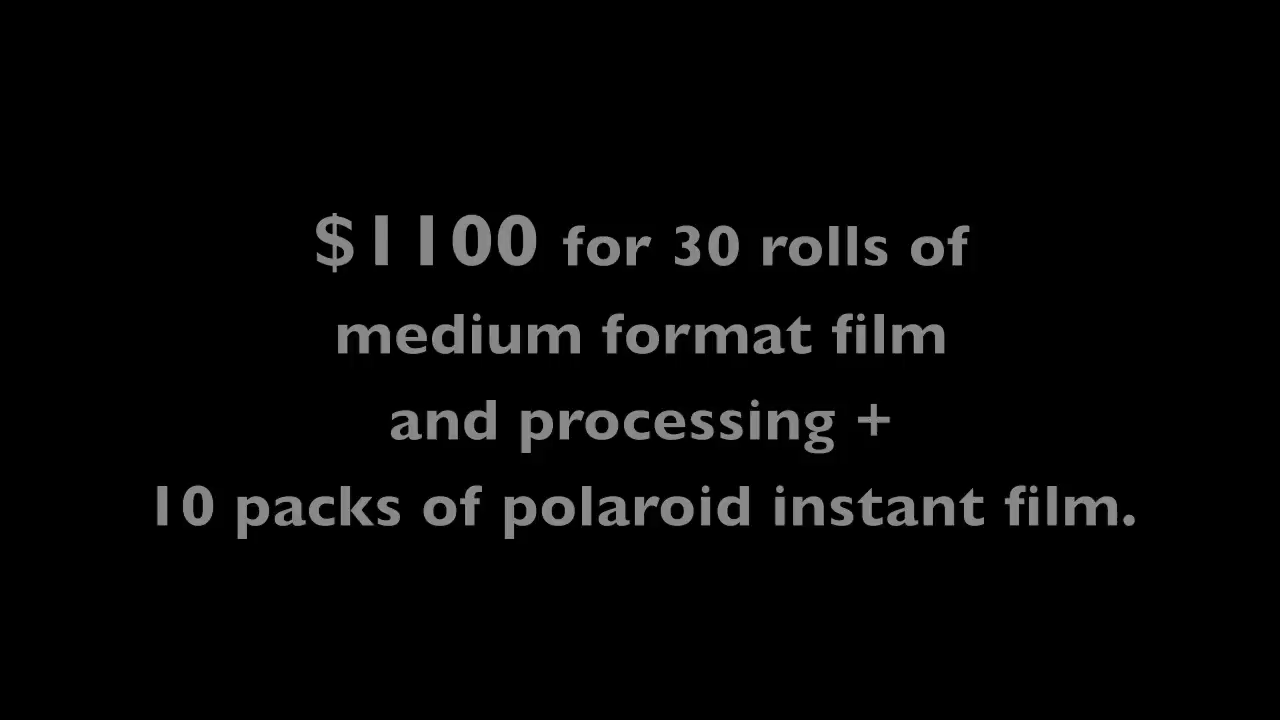 $1100 for 30 rolls of
medium format film
and processing +
10 packs of polaroid instant film.